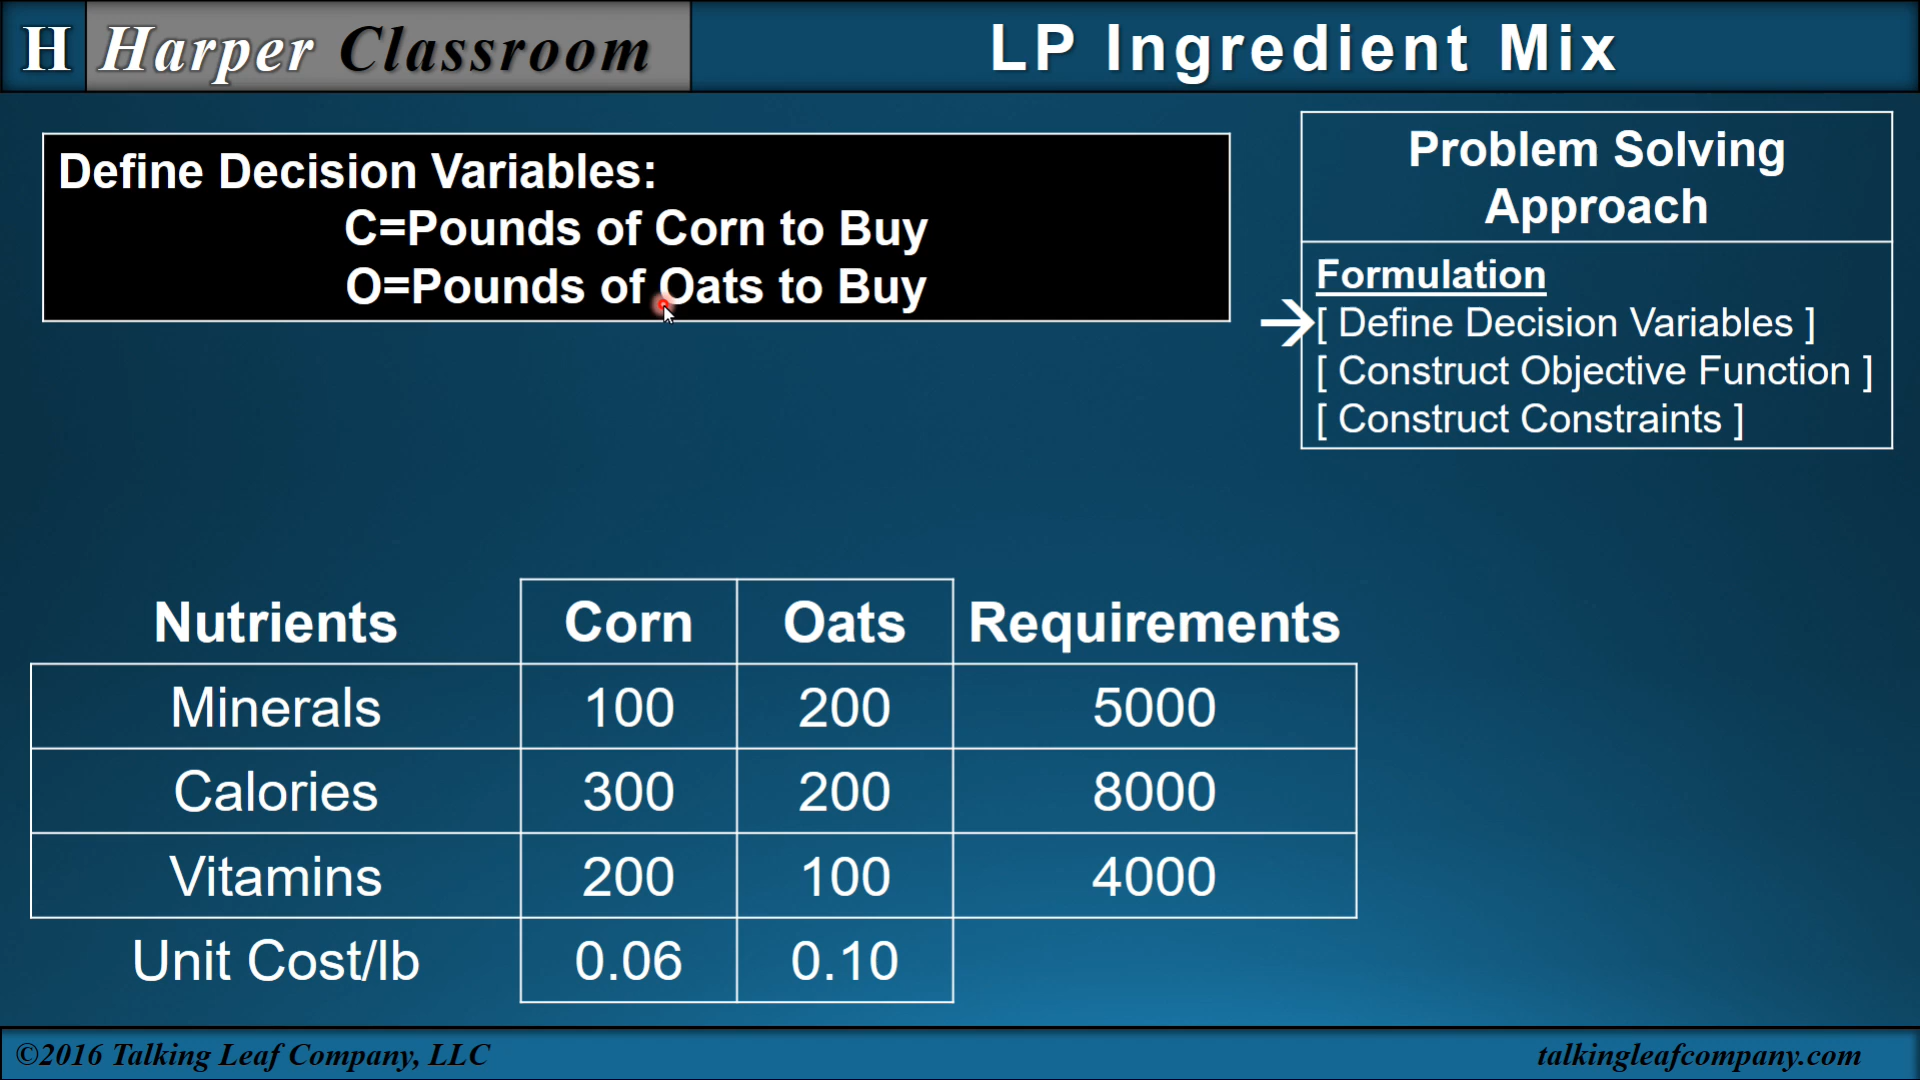 H Harper Classroom
LP Ingredient Mix
Define Decision Variables:
C=Pounds of Corn to Buy
O=Pounds of Oats to Buy
Problem Solving
Approach
Formulation
[ Define Decision Variables ]
[ Construct Objective Function ]
[ Construct Constraints ]
Nutrients Corn Oats Requirements
Minerals 100 200 5000
Calories 300 200 8000
Vitamins 200 100 4000
Unit Cost/lb 0.06 0.10
©2016 Talking Leaf Company, LLC
talkingleafcompany.com